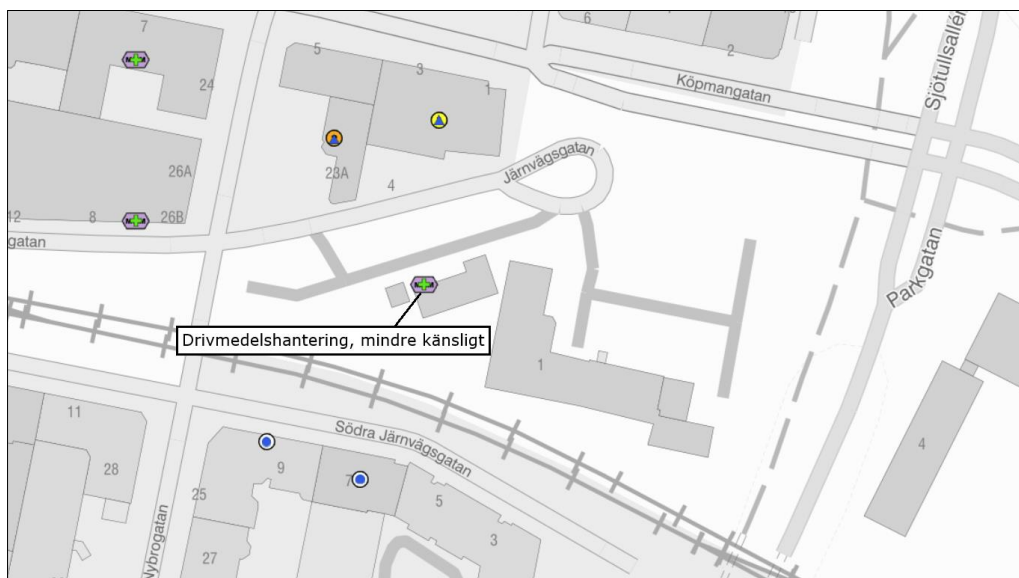 7
6
2
5
3
1
24
Köpmangatan
Sjötullsallén
26A
23A
4
Järnvägsgatan
12
8
26B
gatan
Parkgatan
Drivmedelshantering, mindre känsligt
1
11
Södra Järnvägsgatan
4
28
9
7
25
5
3
27
Nybrogatan